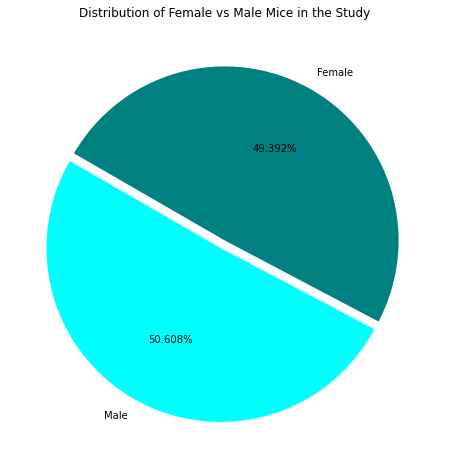 Distribution of Female vs Male Mice in the Study
Female
49.392%
50.608%
Male